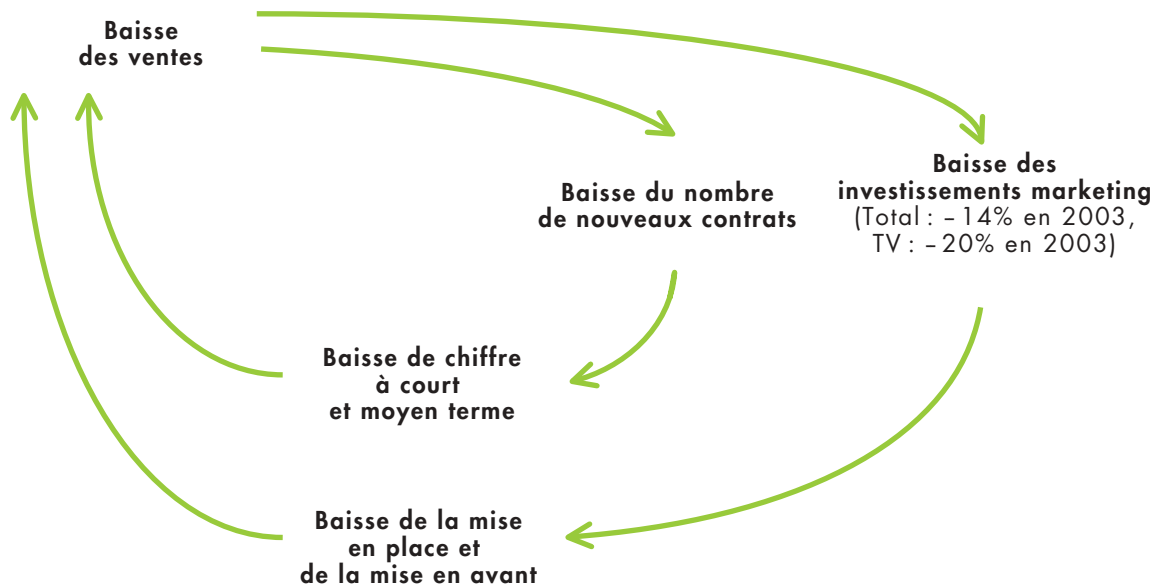 Baisse
des ventes
Baisse du nombre
de nouveaux contrats
Baisse des
investissements marketing
(Total : – 14% en 2003,
TV : – 20% en 2003)
Baisse de chiffre
à court
et moyen terme
Baisse de la mise
en place et
de la mise en avant